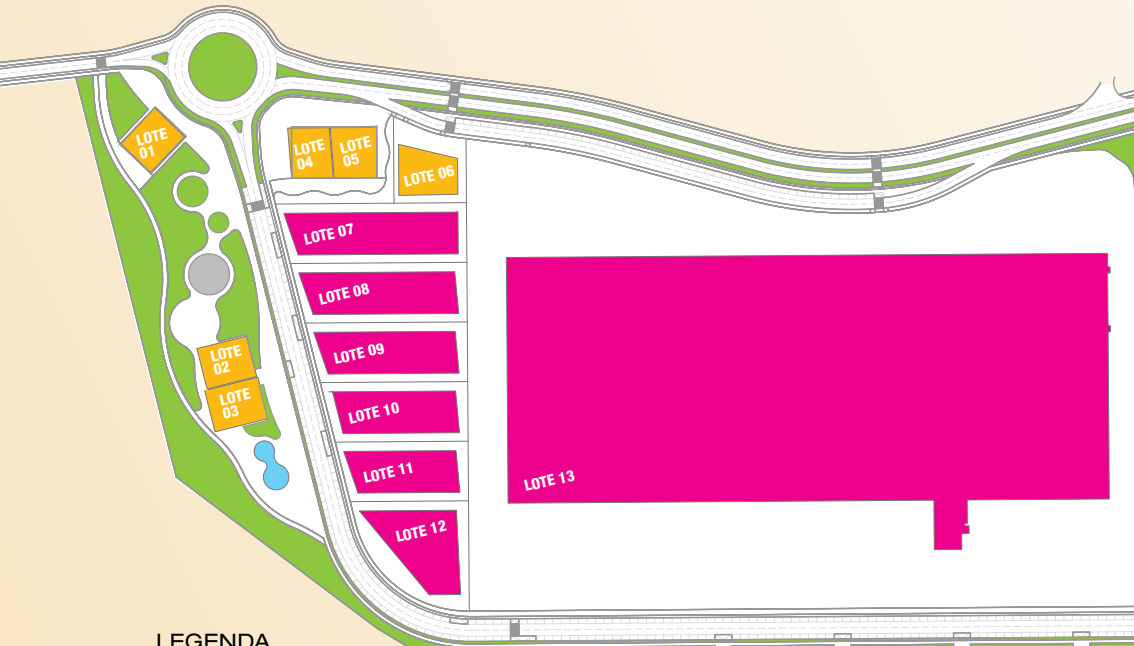 LOTE
01
LOTE
04
LOTE
05
LOTE 06
LOTE 07
LOTE 08
LOTE 09
LOTE
02
LOTE
03
LOTE 10
LOTE 11
LOTE 12
LOTE 13
LEGENDA